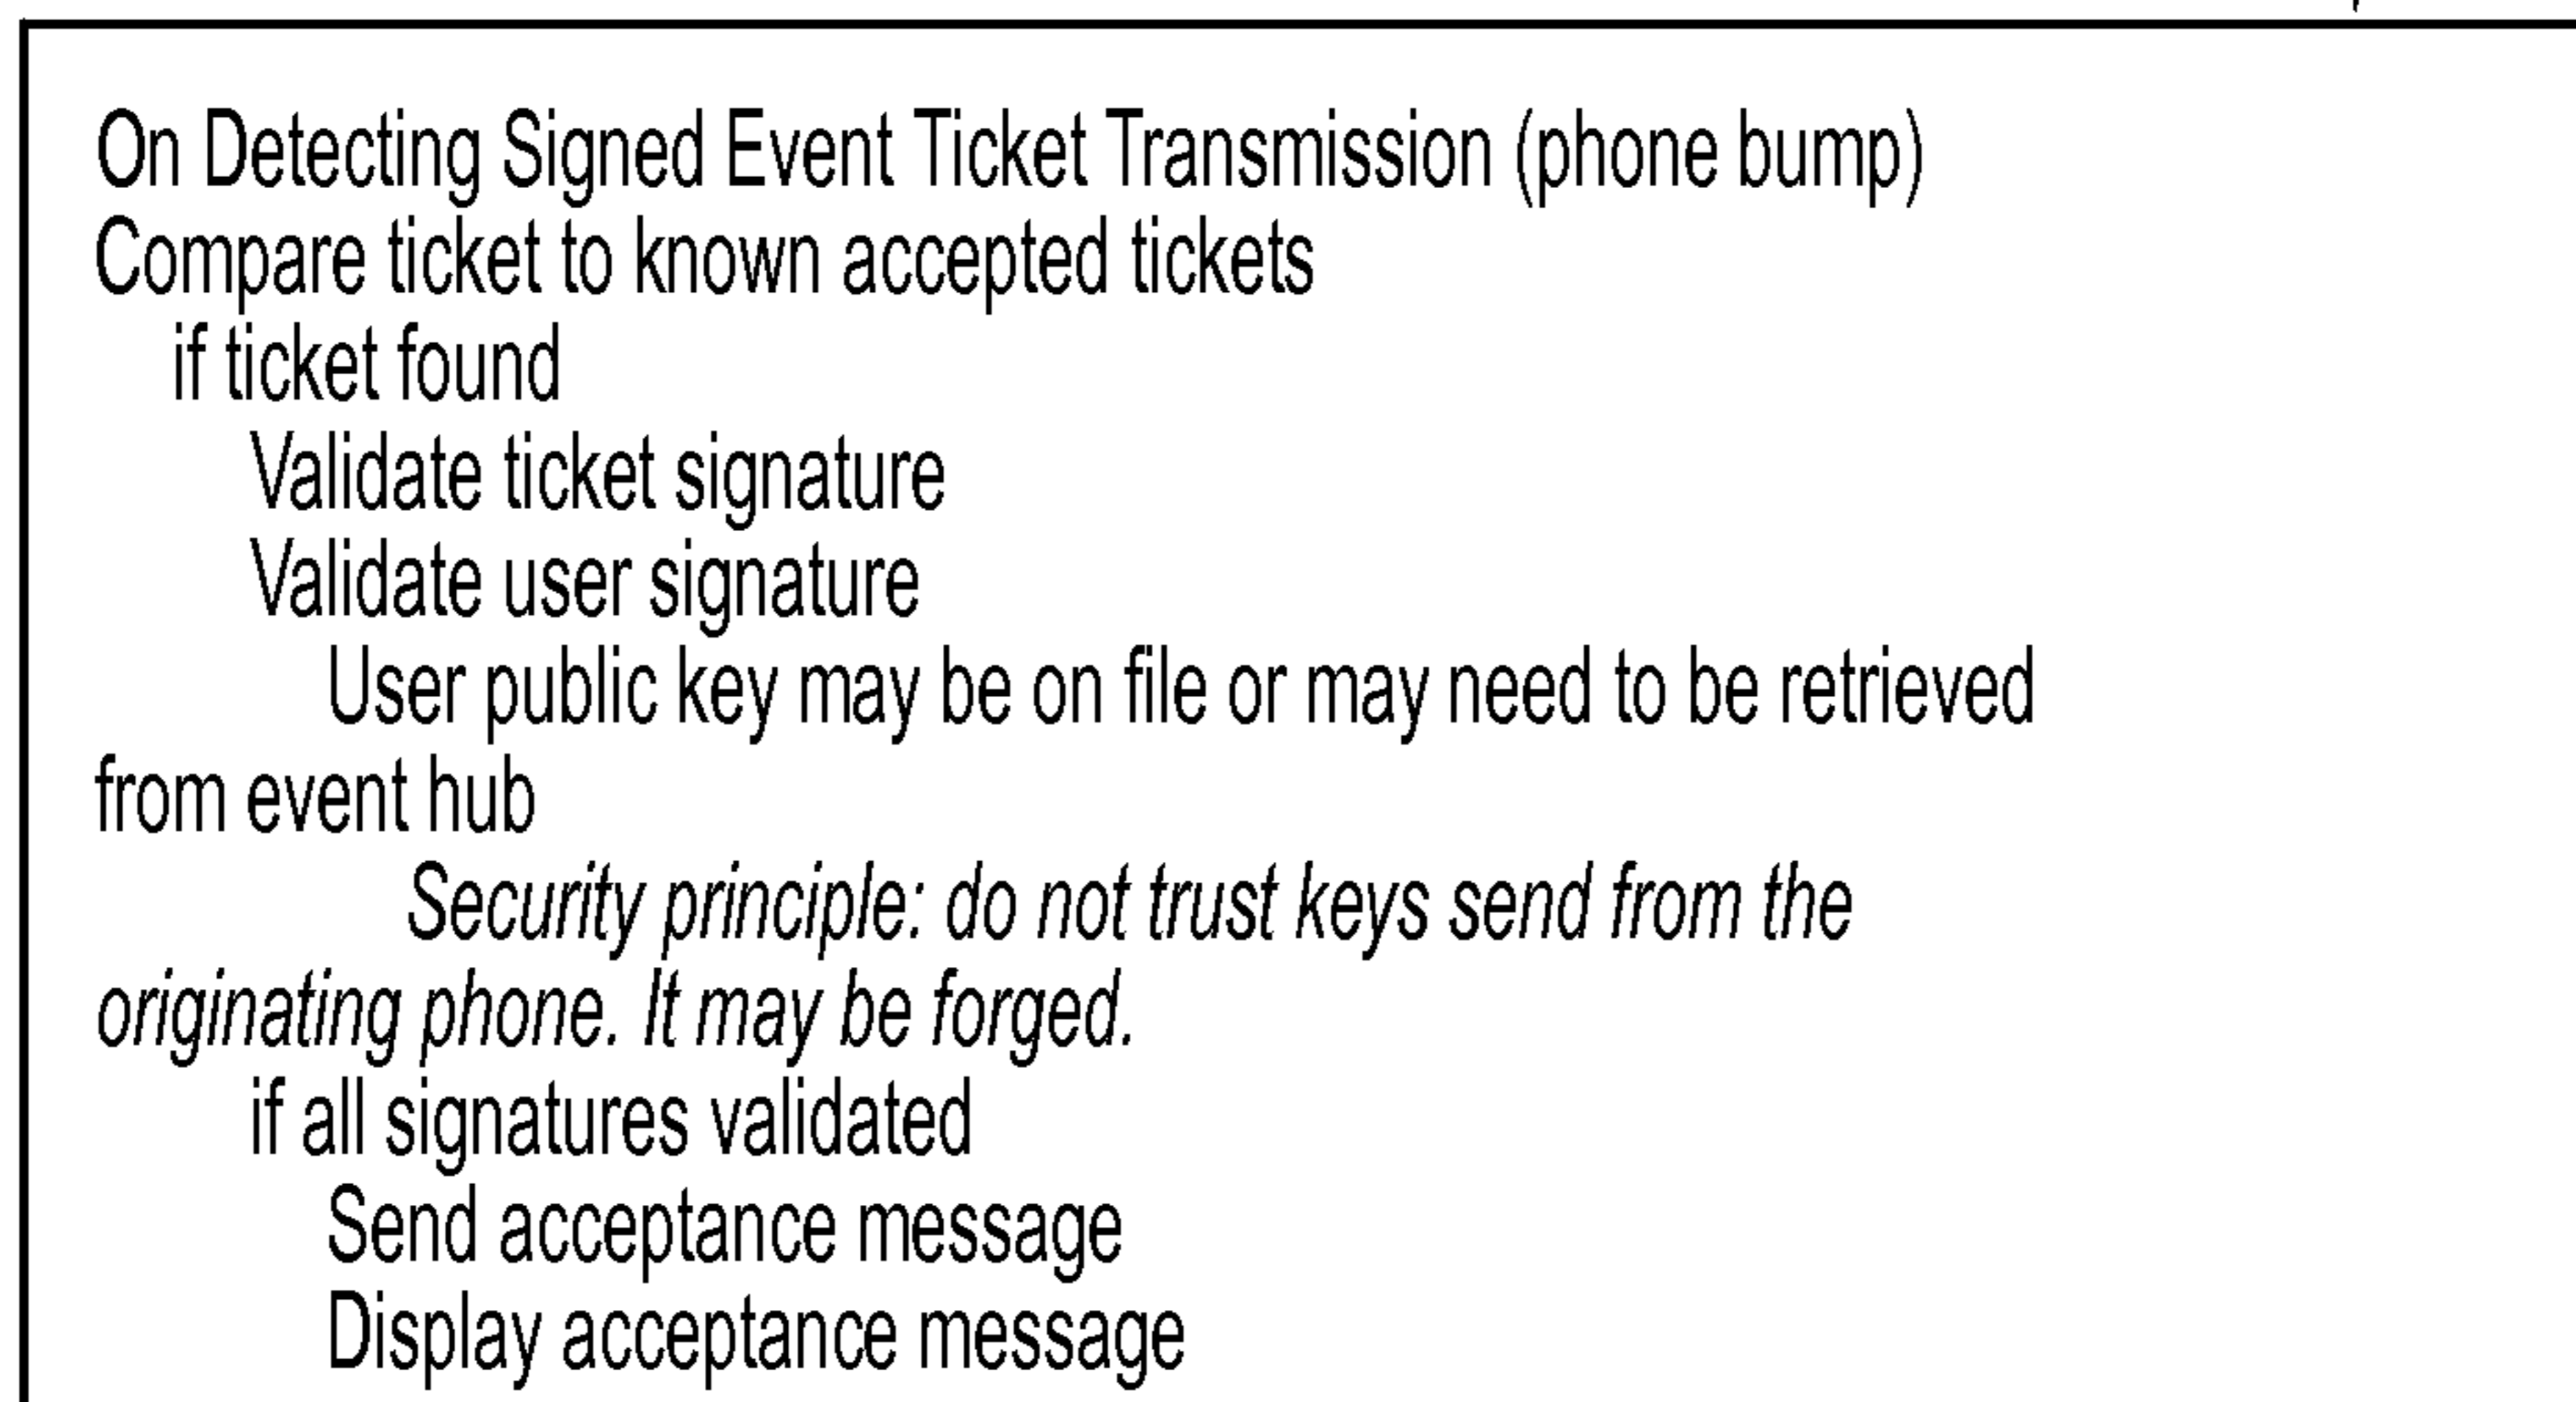 On Detecting Signed Event Ticket Transmission (phone bump)
Compare ticket to known accepted tickets
if ticket found
Validate ticket signature
Validate user signature
User public key may be on file or may need to be retrieved
from event hub
Security principle: do not trust keys send from the
originating phone. It may be forged.
if all signatures validated
Send acceptance message
Display acceptance message